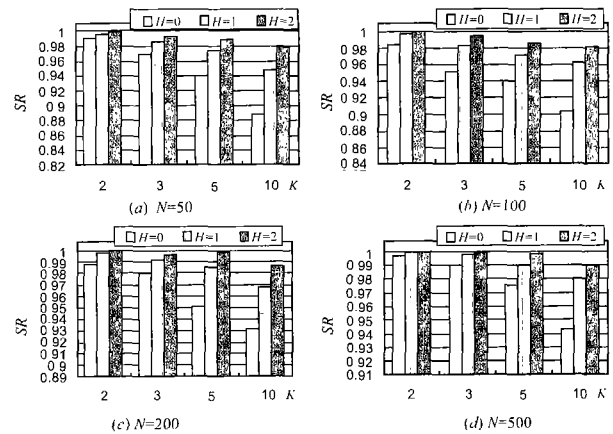 H=0 H=1 H=2
SR
1
0.98
0.96
0.94
0.92
0.9
0.88
0.86
0.84
0.82
2 3 5 10 K
(a) N=50
H=0 H=1 H=2
SR
1
0.98
0.96
0.94
0.92
0.9
0.88
0.86
0.84
2 3 5 10 K
(b) N=100
H=0 H=1 H=2
SR
1
0.99
0.98
0.97
0.96
0.95
0.94
0.93
0.92
0.91
0.9
0.89
2 3 5 10 K
(c) N=200
H=0 H=1 H=2
SR
1
0.99
0.98
0.97
0.96
0.95
0.94
0.93
0.92
0.91
2 3 5 10 K
(d) N=500